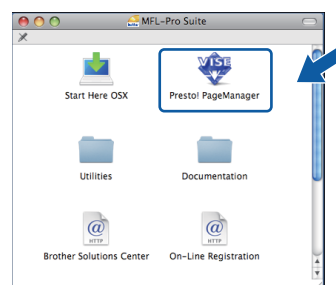 MFL-Pro Suite
Start Here OSX
VISE
Presto! PageManager
Utilities
Documentation
@
HTTP
@
HTTP
Brother Solutions Center
On-Line Registration